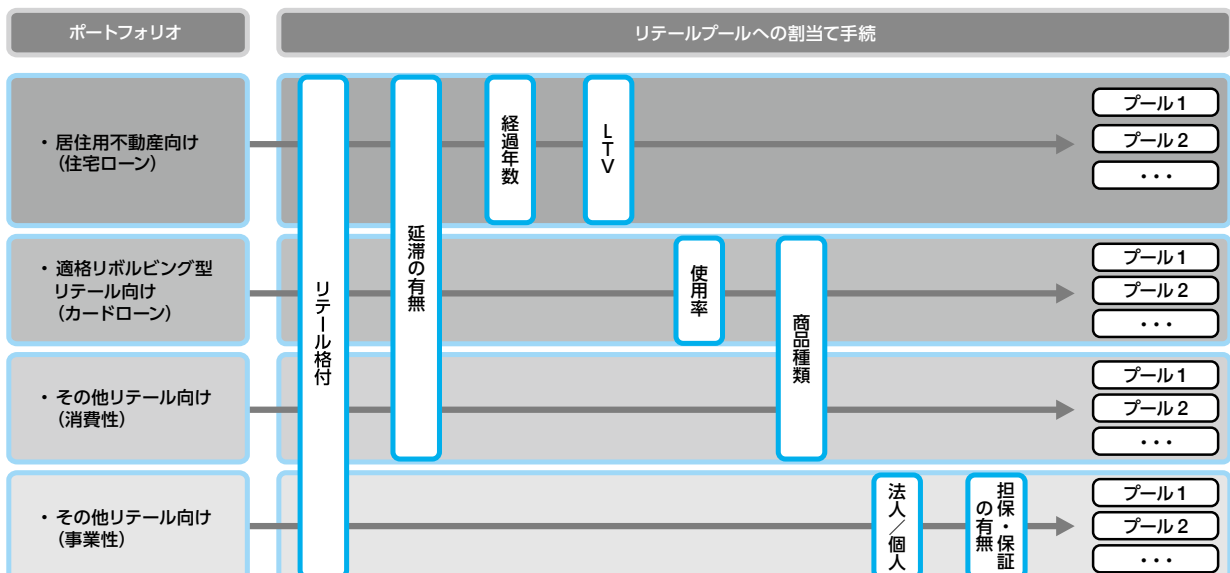 ポートフォリオ
リテールプールへの割当て手続
・居住用不動産向け
（住宅ローン）
・適格リボルビング型
リテール向け
（カードローン）
・その他リテール向け
（消費性）
・その他リテール向け
（事業性）
リテール格付
延滞の有無
経過年数
LTV
使用率
商品種類
法人／個人
担保・保証
の有無
プール1
プール2
・・・
プール1
プール2
・・・
プール1
プール2
・・・
プール1
プール2
・・・